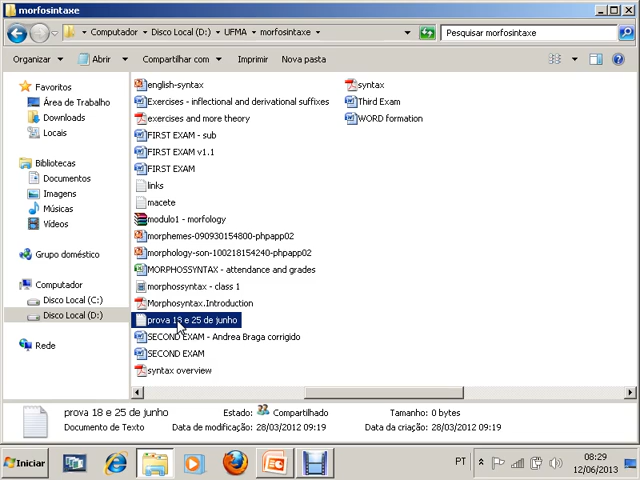 morfosintaxe
Computador ▸ Disco Local (D:) ▸ UFMA ▸ morfosintaxe ▸
Pesquisar morfosintaxe
Organizar
Abrir
Compartilhar com
Imprimir
Nova pasta
Favoritos
Área de Trabalho
Downloads
Locais
Bibliotecas
Documentos
Imagens
Músicas
Vídeos
Grupo doméstico
Computador
Disco Local (C:)
Disco Local (D:)
Rede
english-syntax
Exercises - inflectional and derivational suffixes
exercises and more theory
FIRST EXAM - sub
FIRST EXAM v1.1
FIRST EXAM
links
macete
modulo1 - morfology
morphemes-090930154800-phpapp02
morphology-son-100218154240-phpapp02
MORPHOSSYNTAX - attendance and grades
morphossyntax - class 1
Morphosyntax.Introduction
prova 18 e 25 de junho
SECOND EXAM - Andrea Braga corrigido
SECOND EXAM
syntax overview
syntax
Third Exam
WORD formation
prova 18 e 25 de junho
Documento de Texto
Estado:
Compartilhado
Data de modificação: 28/03/2012 09:19
Tamanho: 0 bytes
Data da criação: 28/03/2012 09:19
Iniciar
PT
08:29
12/06/2013